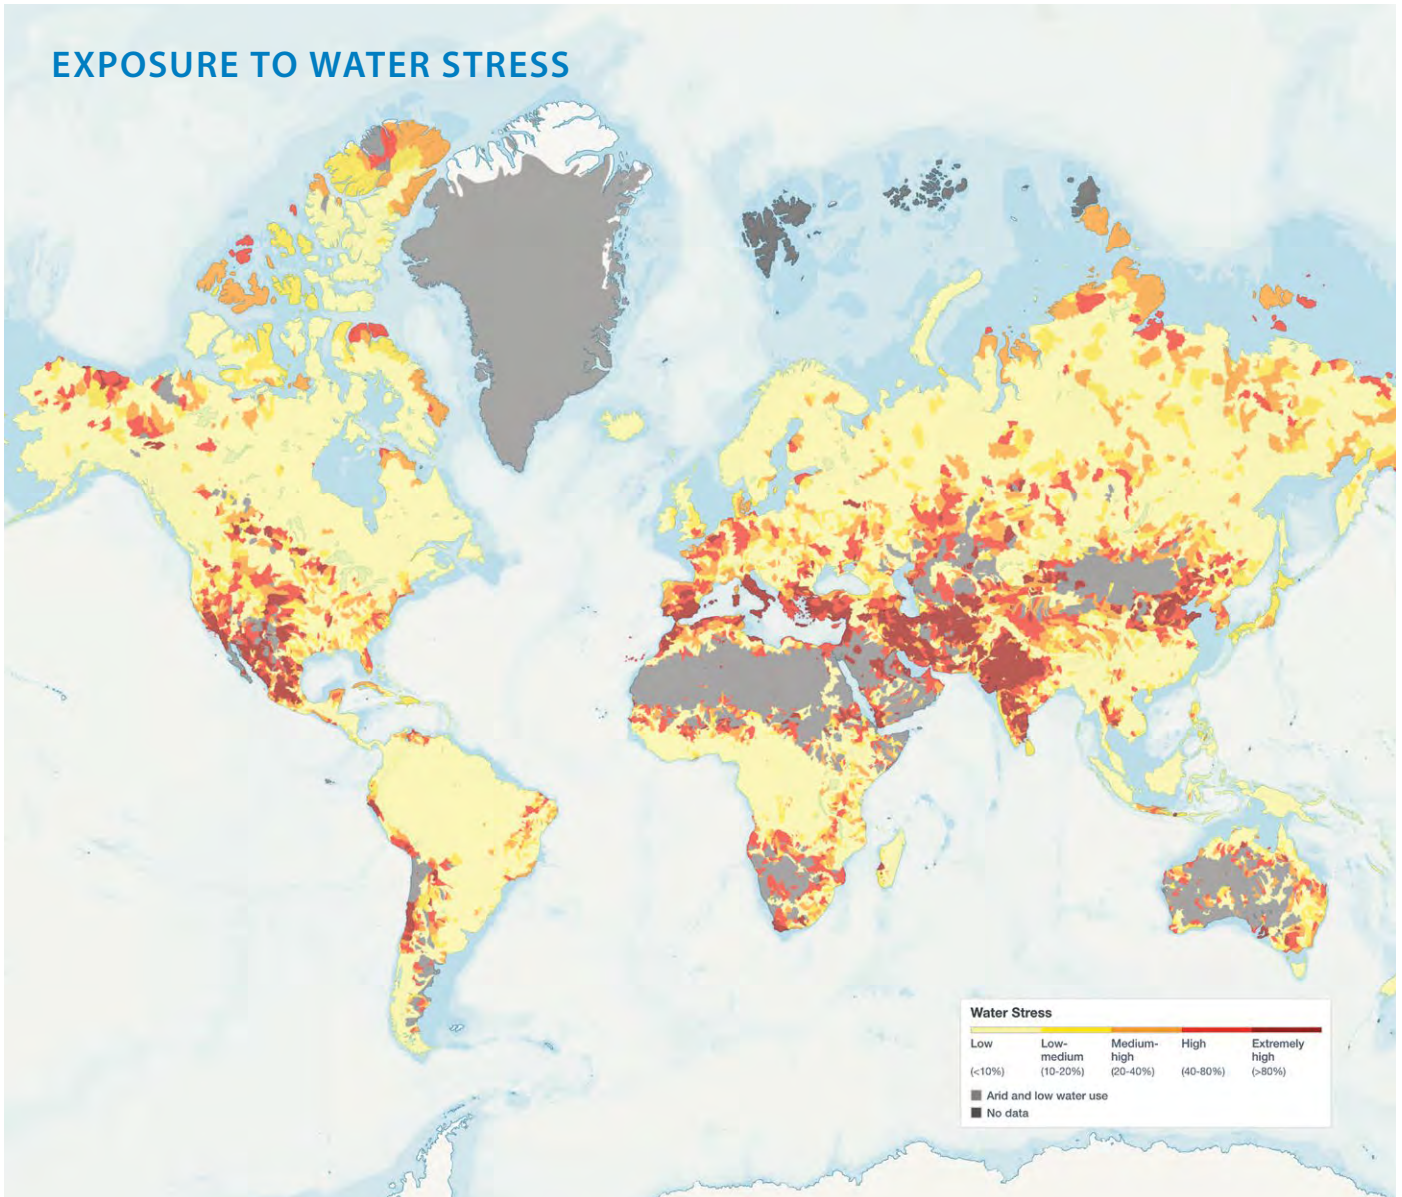 EXPOSURE TO WATER STRESS
Water Stress
Low Low- Medium- High Extremely
medium high high
(<10%) (10-20%) (20-40%) (40-80%) (>80%)
Arid and low water use
No data